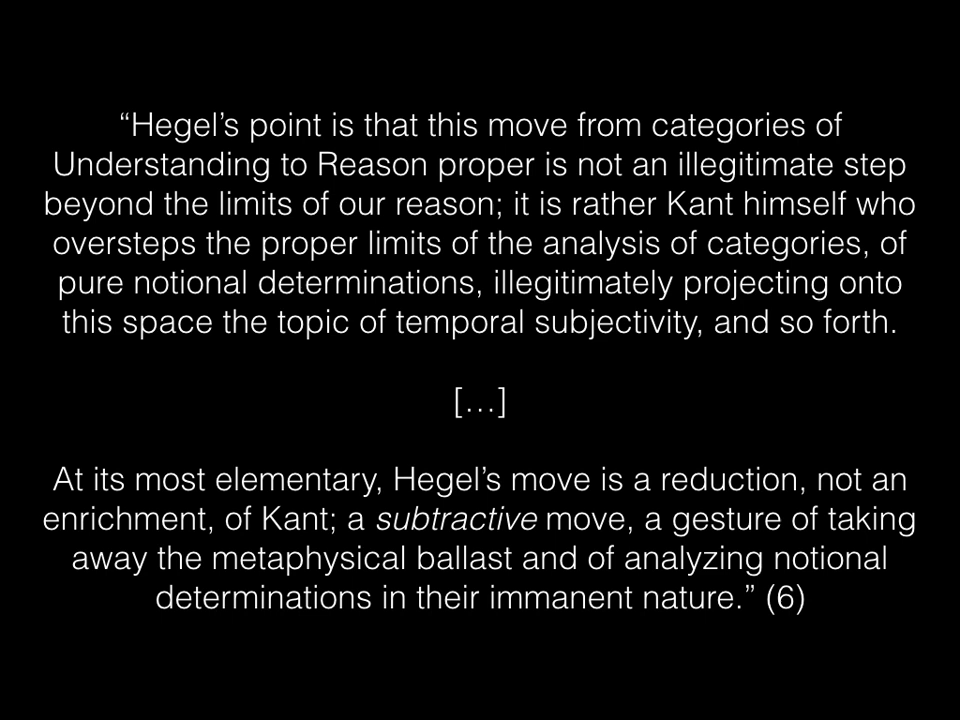 “Hegel’s point is that this move from categories of
Understanding to Reason proper is not an illegitimate step
beyond the limits of our reason; it is rather Kant himself who
oversteps the proper limits of the analysis of categories, of
pure notional determinations, illegitimately projecting onto
this space the topic of temporal subjectivity, and so forth.
[…]
At its most elementary, Hegel’s move is a reduction, not an
enrichment, of Kant; a subtractive move, a gesture of taking
away the metaphysical ballast and of analyzing notional
determinations in their immanent nature.” (6)